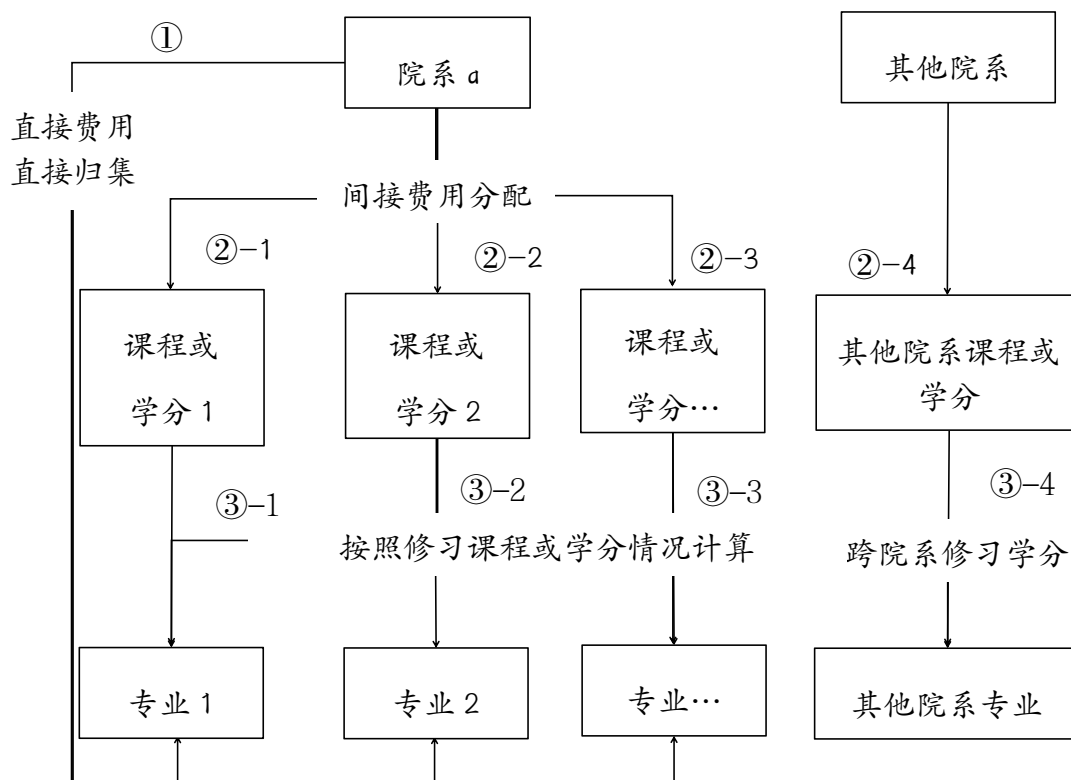 ①
院系 a
其他院系
直接费用
直接归集
间接费用分配
②-1
②-2
②-3
②-4
课程或
学分 1
课程或
学分 2
课程或
学分…
其他院系课程或
学分
③-1
③-2
③-3
③-4
按照修习课程或学分情况计算
跨院系修习学分
专业 1
专业 2
专业…
其他院系专业